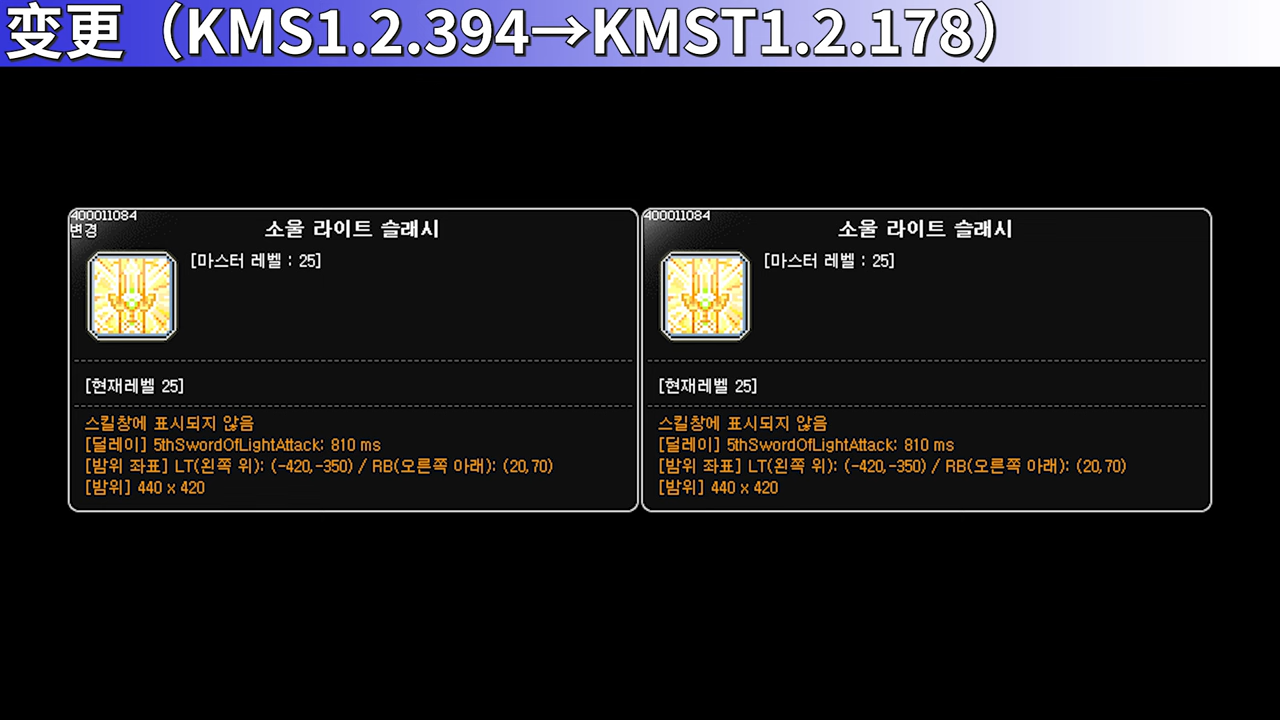 変更（KMS1.2.394→KMST1.2.178）
400011084
변경
소울 라이트 슬래시
[마스터 레벨 : 25]
[현재레벨 25]
스킬창에 표시되지 않음
[딜레이] 5thSwordOfLightAttack: 810 ms
[범위 좌표] LT(왼쪽 위): (-420,-350) / RB(오른쪽 아래): (20,70)
[범위] 440 x 420
400011084
소울 라이트 슬래시
[마스터 레벨 : 25]
[현재레벨 25]
스킬창에 표시되지 않음
[딜레이] 5thSwordOfLightAttack: 810 ms
[범위 좌표] LT(왼쪽 위): (-420,-350) / RB(오른쪽 아래): (20,70)
[범위] 440 x 420